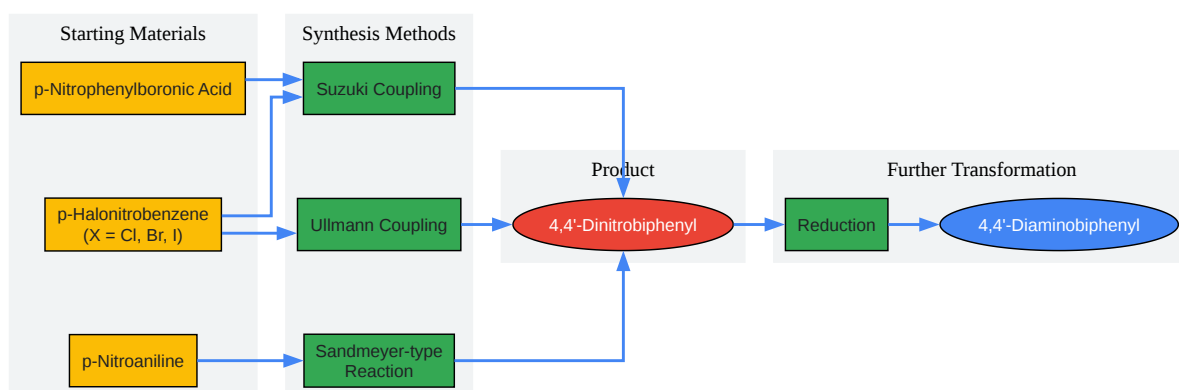 Starting Materials
Synthesis Methods
p-Nitrophenylboronic Acid
Suzuki Coupling
Product
Further Transformation
p-Halonitrobenzene
(X = Cl, Br, I)
Ullmann Coupling
4,4'-Dinitrobiphenyl
Reduction
4,4'-Diaminobiphenyl
p-Nitroaniline
Sandmeyer-type
Reaction